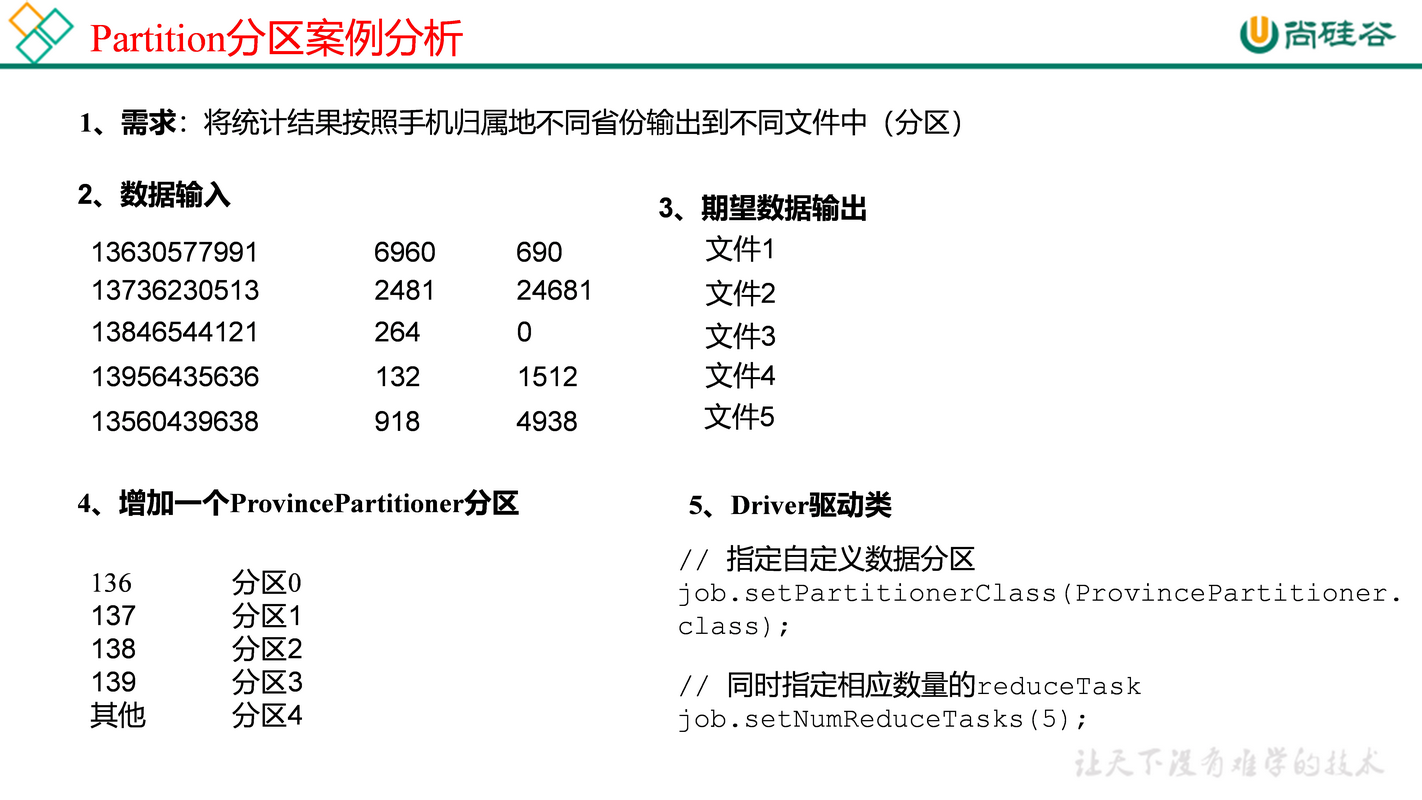 Partition分区案例分析
尚硅谷
1、需求：将统计结果按照手机归属地不同省份输出到不同文件中（分区）
2、数据输入
13630577991 6960 690
13736230513 2481 24681
13846544121 264 0
13956435636 132 1512
13560439638 918 4938
3、期望数据输出
文件1
文件2
文件3
文件4
文件5
4、增加一个ProvincePartitioner分区
136 分区0
137 分区1
138 分区2
139 分区3
其他 分区4
5、Driver驱动类
// 指定自定义数据分区
job.setPartitionerClass(ProvincePartitioner.
class);
// 同时指定相应数量的reduceTask
job.setNumReduceTasks(5);
让天下没有难学的技术